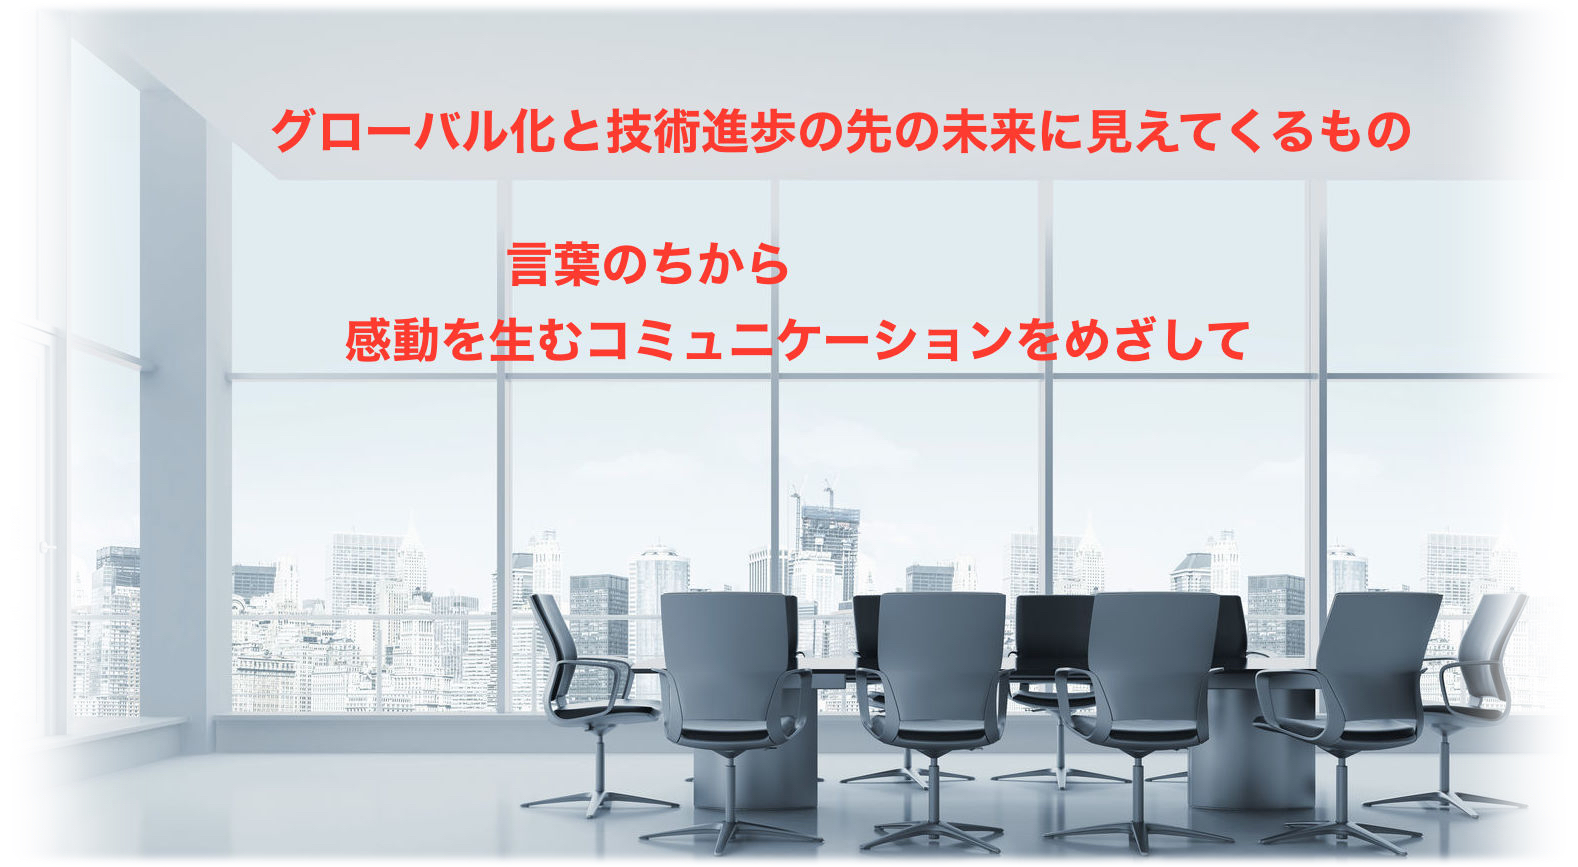 グローバル化と技術進歩の先の未来に見えてくるもの
言葉のちから
感動を生むコミュニケーションをめざして